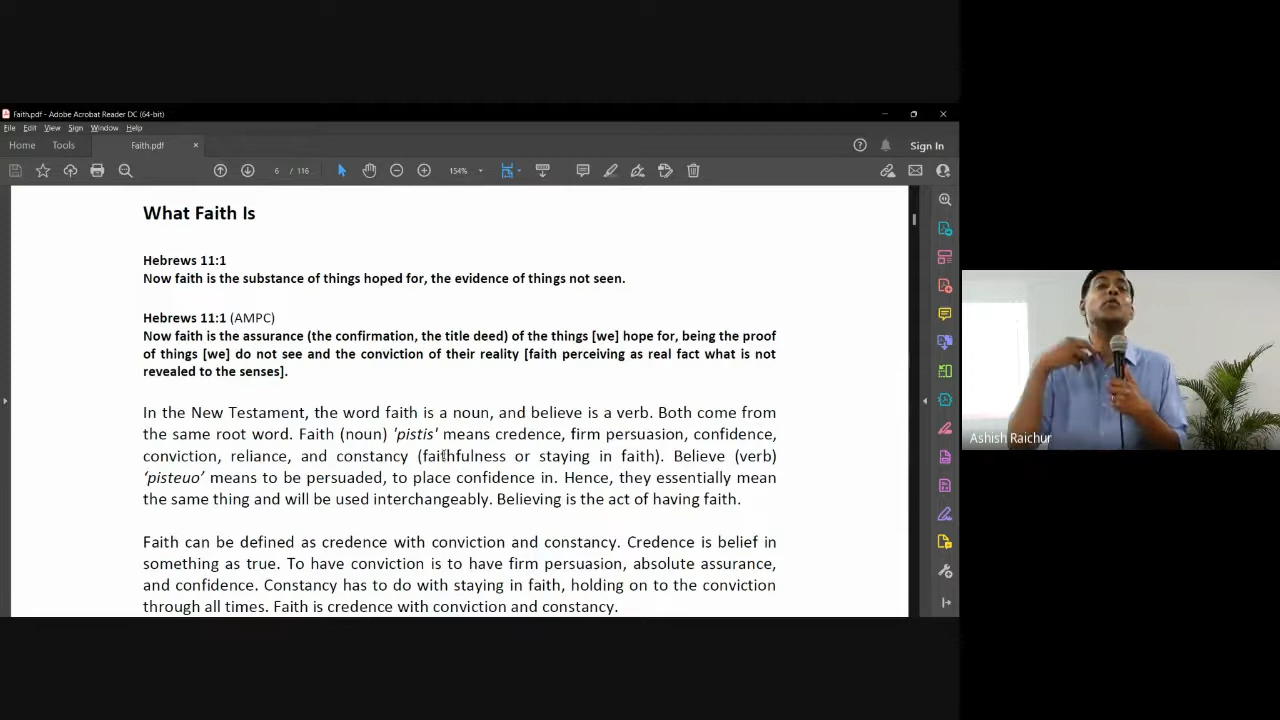 Faith.pdf - Adobe Acrobat Reader DC (64-bit)
File Edit View Sign Window Help
Home Tools Faith.pdf × Sign In
6 / 116 154%
What Faith Is
Hebrews 11:1
Now faith is the substance of things hoped for, the evidence of things not seen.
Hebrews 11:1 (AMPC)
Now faith is the assurance (the confirmation, the title deed) of the things [we] hope for, being the proof
of things [we] do not see and the conviction of their reality [faith perceiving as real fact what is not
revealed to the senses].
In the New Testament, the word faith is a noun, and believe is a verb. Both come from
the same root word. Faith (noun) 'pistis' means credence, firm persuasion, confidence,
conviction, reliance, and constancy (faithfulness or staying in faith). Believe (verb)
‘pisteuo’ means to be persuaded, to place confidence in. Hence, they essentially mean
the same thing and will be used interchangeably. Believing is the act of having faith.
Faith can be defined as credence with conviction and constancy. Credence is belief in
something as true. To have conviction is to have firm persuasion, absolute assurance,
and confidence. Constancy has to do with staying in faith, holding on to the conviction
through all times. Faith is credence with conviction and constancy.
Ashish Raichur